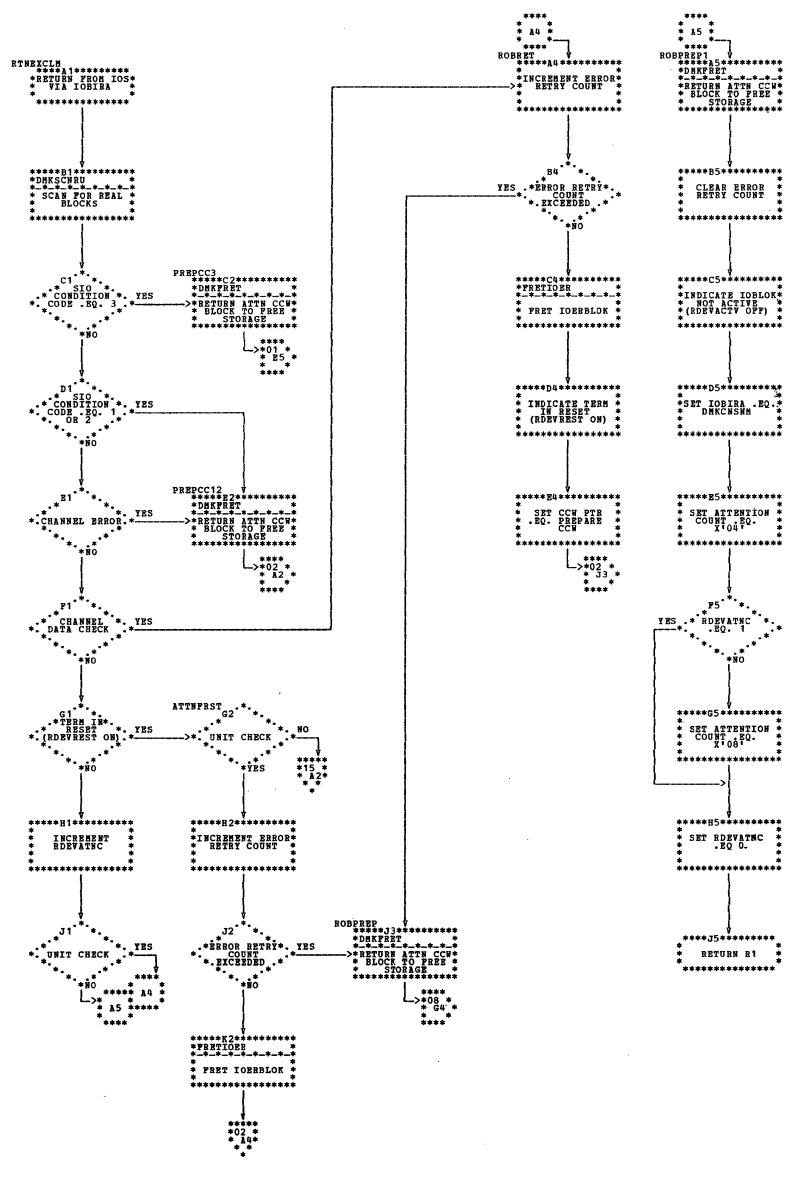 RTNEXCLM
*****A1**********
*RETURN FROM IOS
VIA IOBIRA
*****B1**********
*DMKSCNRU
*-*-*-*-*-*-*-*-*
SCAN FOR REAL
BLOCKS
C1
SIO
CONDITION
CODE .EQ. 3
YES
*NO
PREPCC3
*****C2**********
*DMKFRET
*-*-*-*-*-*-*-*-*
*RETURN ATTN CCW*
BLOCK TO FREE
STORAGE
*01 *
E5
D1
SIO
CONDITION
CODE .EQ. 1
OR 2
YES
*NO
E1
CHANNEL ERROR
YES
*NO
PREPCC12
*****E2**********
*DMKFRET
*-*-*-*-*-*-*-*-*
*RETURN ATTN CCW*
BLOCK TO FREE
STORAGE
*02 *
A2
F1
CHANNEL
DATA CHECK
YES
*NO
G1
*TERM IN*
RESET
(RDEVREST ON)
YES
*NO
ATTNFRST
G2
UNIT CHECK
NO
*15 *
A2
*YES
*****H1**********
INCREMENT
RDEVATNC
*****H2**********
*INCREMENT ERROR*
RETRY COUNT
J1
UNIT CHECK
YES
*NO
A5
A4
J2
*ERROR RETRY*
COUNT
EXCEEDED
YES
*NO
ROBPREP
*****J3**********
*DMKFRET
*-*-*-*-*-*-*-*-*
*RETURN ATTN CCW*
BLOCK TO FREE
STORAGE
*08 *
G4
*****K2**********
*FRETIOER
*-*-*-*-*-*-*-*-*
FRET IOERBLOK
*02 *
A4
A4
ROBRET
*****A4**********
*INCREMENT ERROR*
RETRY COUNT
B4
*ERROR RETRY*
COUNT
EXCEEDED
YES
*NO
*****C4**********
*FRETIOER
*-*-*-*-*-*-*-*-*
FRET IOERBLOK
*****D4**********
INDICATE TERM
IN RESET
(RDEVREST ON)
*****E4**********
SET CCW PTR
.EQ. PREPARE
CCW
*02 *
J3
A5
ROBPREP1
*****A5**********
*DMKFRET
*-*-*-*-*-*-*-*-*
*RETURN ATTN CCW*
BLOCK TO FREE
STORAGE
*****B5**********
CLEAR ERROR
RETRY COUNT
*****C5**********
*INDICATE IOBLOK*
NOT ACTIVE
(RDEVACTV OFF)
*****D5**********
*SET IOBIRA .EQ.*
DMKCNSNM
*****E5**********
SET ATTENTION
COUNT .EQ.
X'04'
F5
RDEVATNC
.EQ. 1
YES
*NO
*****G5**********
SET ATTENTION
COUNT .EQ.
X'08'
*****H5**********
SET RDEVATNC
.EQ 0.
*****J5**********
RETURN R1